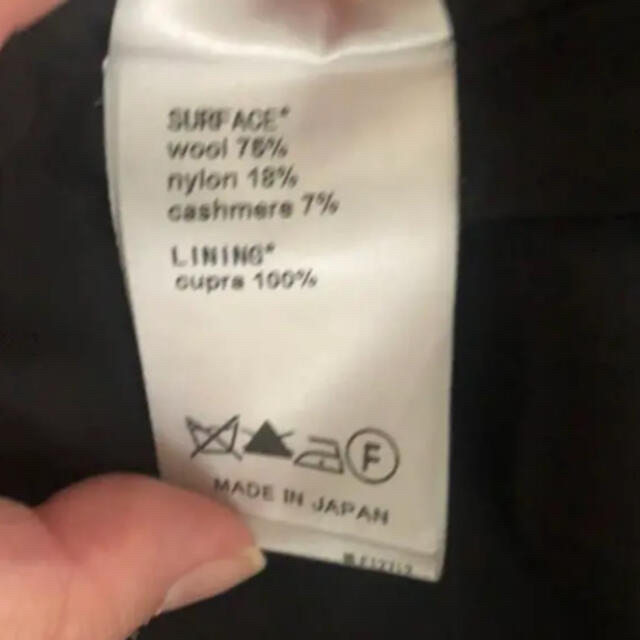 SURFACE*
wool 75%
nylon 18%
cashmere 7%
LINING*
cupra 100%
F
MADE IN JAPAN